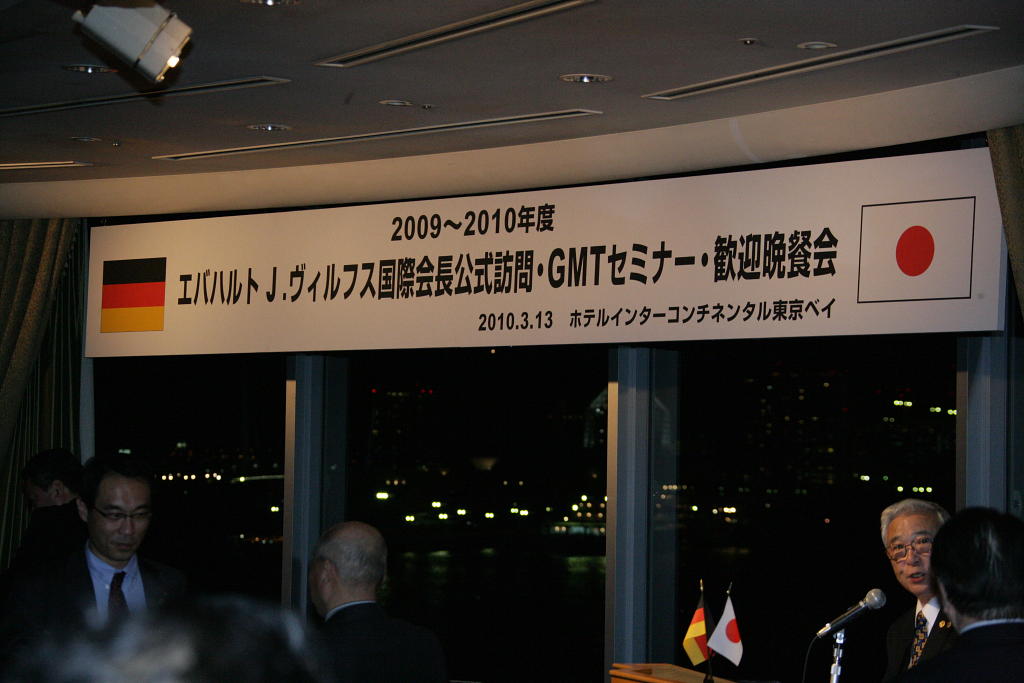 2009〜2010年度
エバハルト J.ヴィルフス国際会長公式訪問・GMTセミナー・歓迎晩餐会
2010.3.13 ホテルインターコンチネンタル東京ベイ